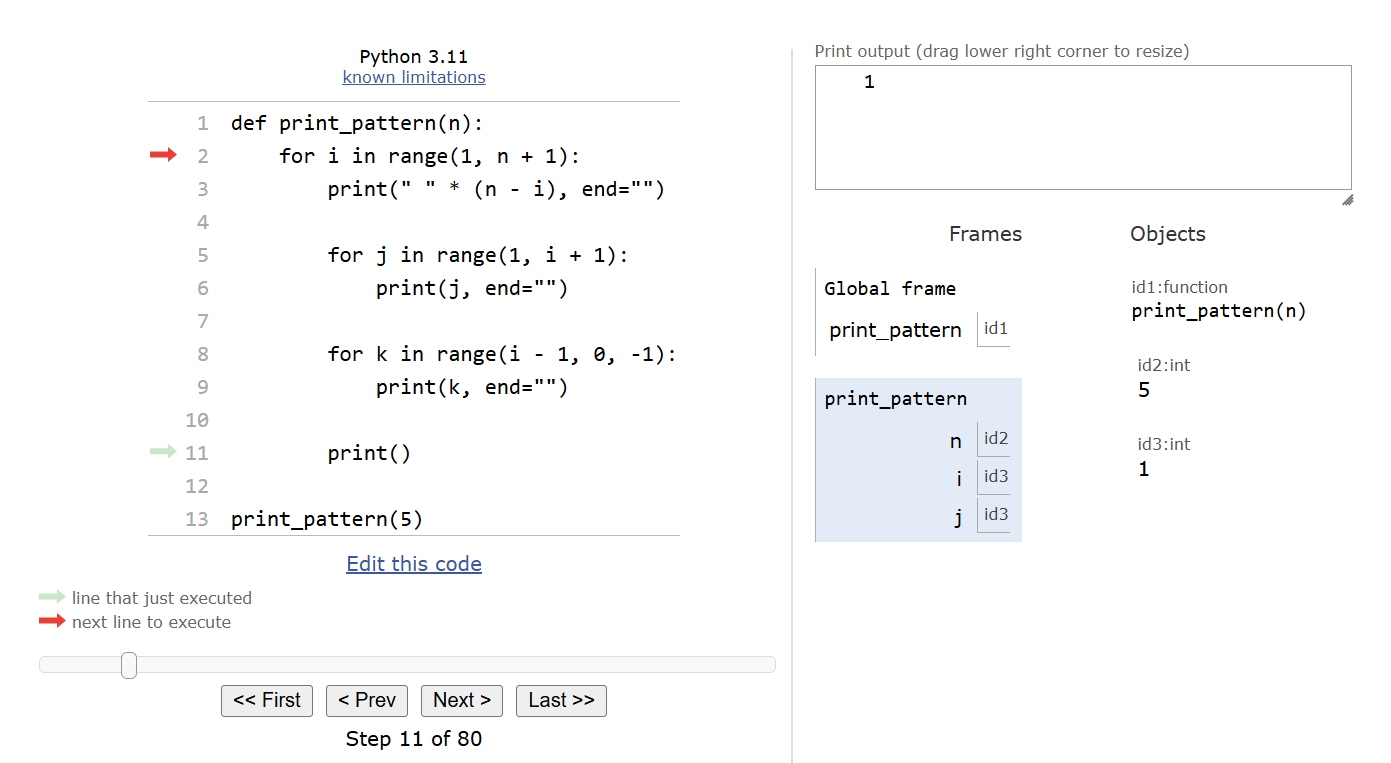 Python 3.11
known limitations
1 def print_pattern(n):
2     for i in range(1, n + 1):
3         print(" " * (n - i), end="")
4
5         for j in range(1, i + 1):
6             print(j, end="")
7
8         for k in range(i - 1, 0, -1):
9             print(k, end="")
10
11         print()
12
13 print_pattern(5)
Edit this code
line that just executed
next line to execute
<< First < Prev Next > Last >>
Step 11 of 80
Print output (drag lower right corner to resize)
    1
Frames Objects
Global frame
print_pattern id1
id1:function
print_pattern(n)
print_pattern
n id2
i id3
j id3
id2:int
5
id3:int
1